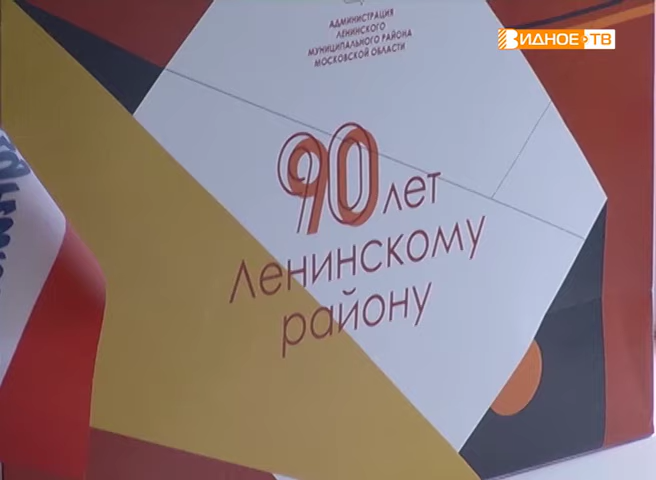 АДМИНИСТРАЦИЯ
ЛЕНИНСКОГО
МУНИЦИПАЛЬНОГО РАЙОНА
МОСКОВСКОЙ ОБЛАСТИ
ВИДНОЕ ТВ
90 лет
Ленинскому
району